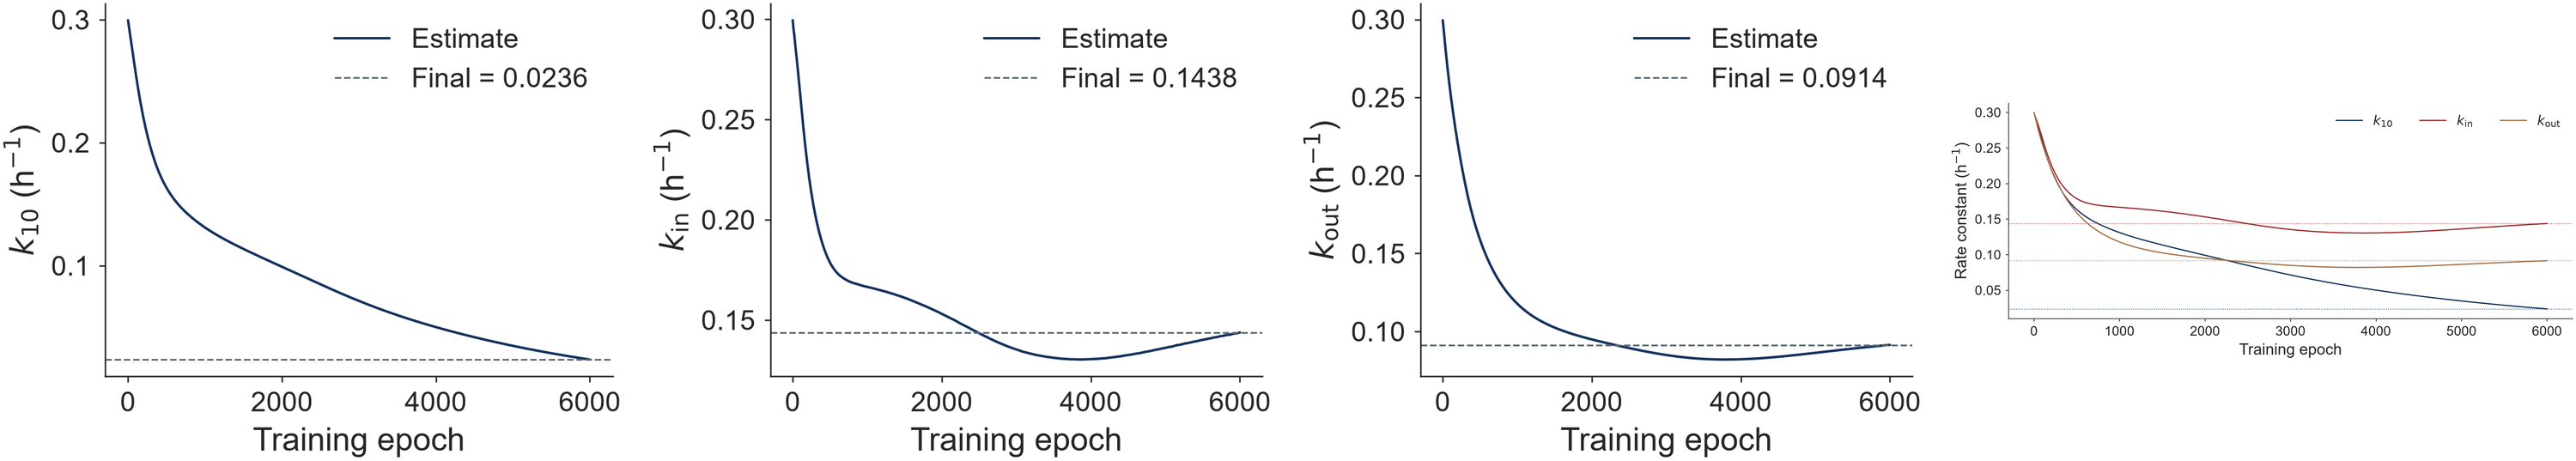 k10 (h−1)
0.3
0.2
0.1
0
2000
4000
6000
Training epoch
Estimate
Final = 0.0236
kin (h−1)
0.30
0.25
0.20
0.15
0
2000
4000
6000
Training epoch
Estimate
Final = 0.1438
kout (h−1)
0.30
0.25
0.20
0.15
0.10
0
2000
4000
6000
Training epoch
Estimate
Final = 0.0914
Rate constant (h−1)
0.30
0.25
0.20
0.15
0.10
0.05
0
1000
2000
3000
4000
5000
6000
Training epoch
k10
kin
kout